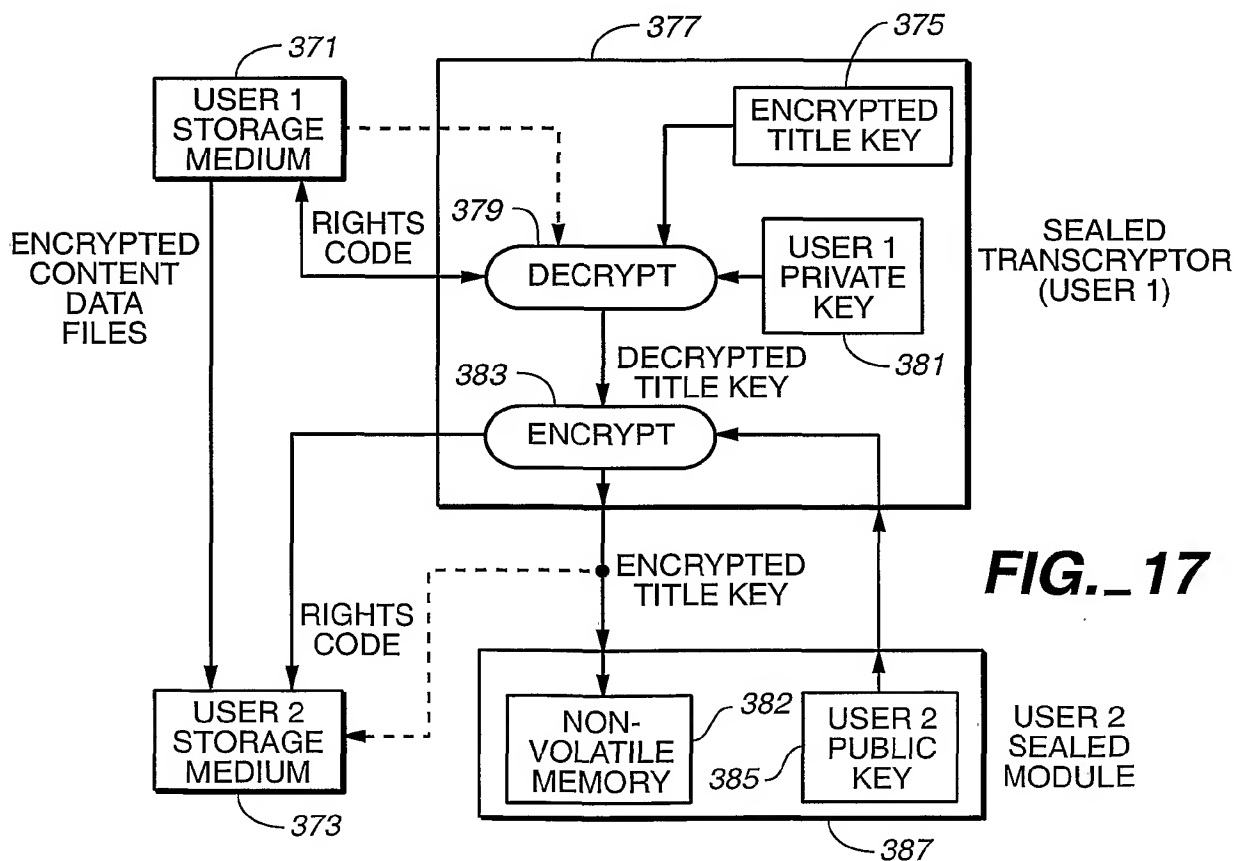 371
377
375
USER 1
STORAGE
MEDIUM
ENCRYPTED
TITLE KEY
ENCRYPTED
CONTENT
DATA
FILES
RIGHTS
CODE
379
DECRYPT
USER 1
PRIVATE
KEY
381
SEALED
TRANSCRYPTOR
(USER 1)
DECRYPTED
TITLE KEY
383
ENCRYPT
ENCRYPTED
TITLE KEY
FIG._17
RIGHTS
CODE
USER 2
STORAGE
MEDIUM
373
NON-
VOLATILE
MEMORY
382
385
USER 2
PUBLIC
KEY
USER 2
SEALED
MODULE
387